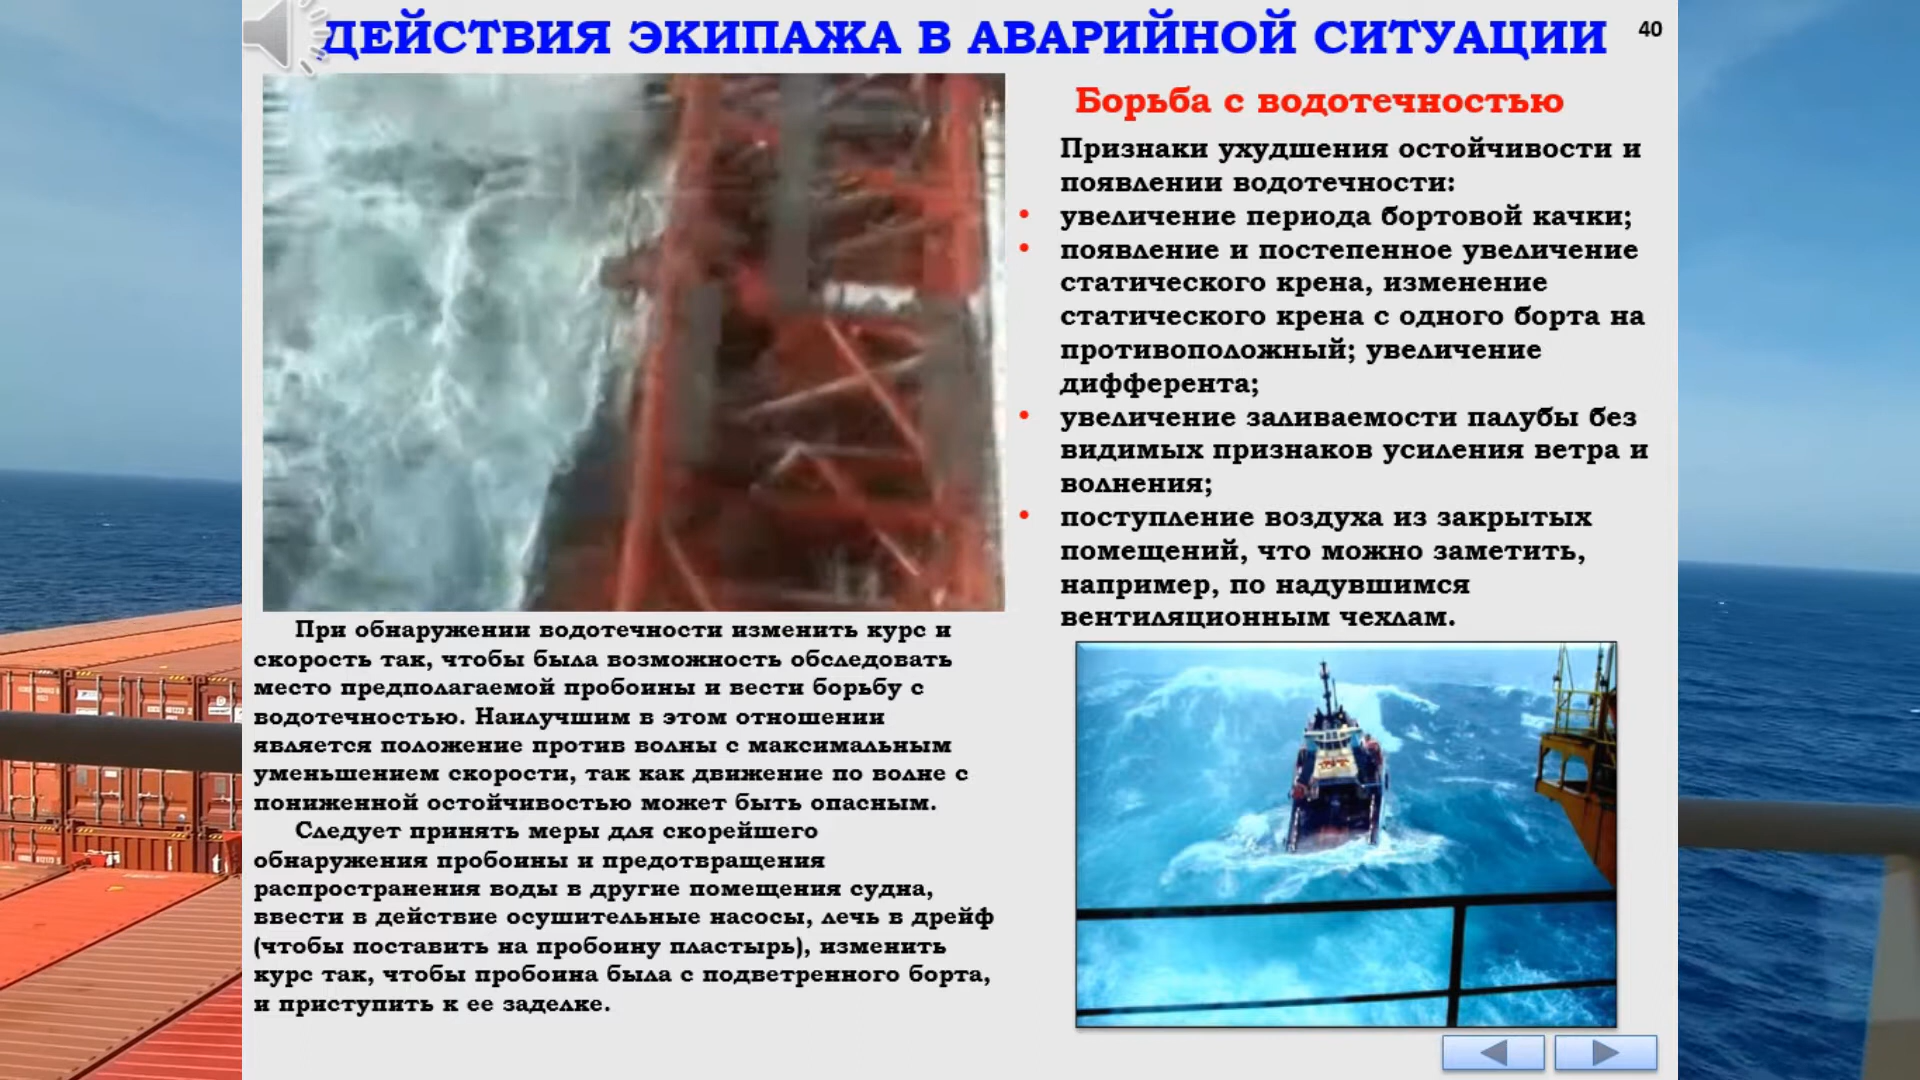 ДЕЙСТВИЯ ЭКИПАЖА В АВАРИЙНОЙ СИТУАЦИИ
40
Борьба с водотечностью
Признаки ухудшения остойчивости и
появлении водотечности:
• увеличение периода бортовой качки;
• появление и постепенное увеличение
статического крена, изменение
статического крена с одного борта на
противоположный; увеличение
дифферента;
• увеличение заливаемости палубы без
видимых признаков усиления ветра и
волнения;
• поступление воздуха из закрытых
помещений, что можно заметить,
например, по надувшимся
вентиляционным чехлам.
При обнаружении водотечности изменить курс и
скорость так, чтобы была возможность обследовать
место предполагаемой пробоины и вести борьбу с
водотечностью. Наилучшим в этом отношении
является положение против волны с максимальным
уменьшением скорости, так как движение по волне с
пониженной остойчивостью может быть опасным.
Следует принять меры для скорейшего
обнаружения пробоины и предотвращения
распространения воды в другие помещения судна,
ввести в действие осушительные насосы, лечь в дрейф
(чтобы поставить на пробоину пластырь), изменить
курс так, чтобы пробоина была с подветренного борта,
и приступить к ее заделке.